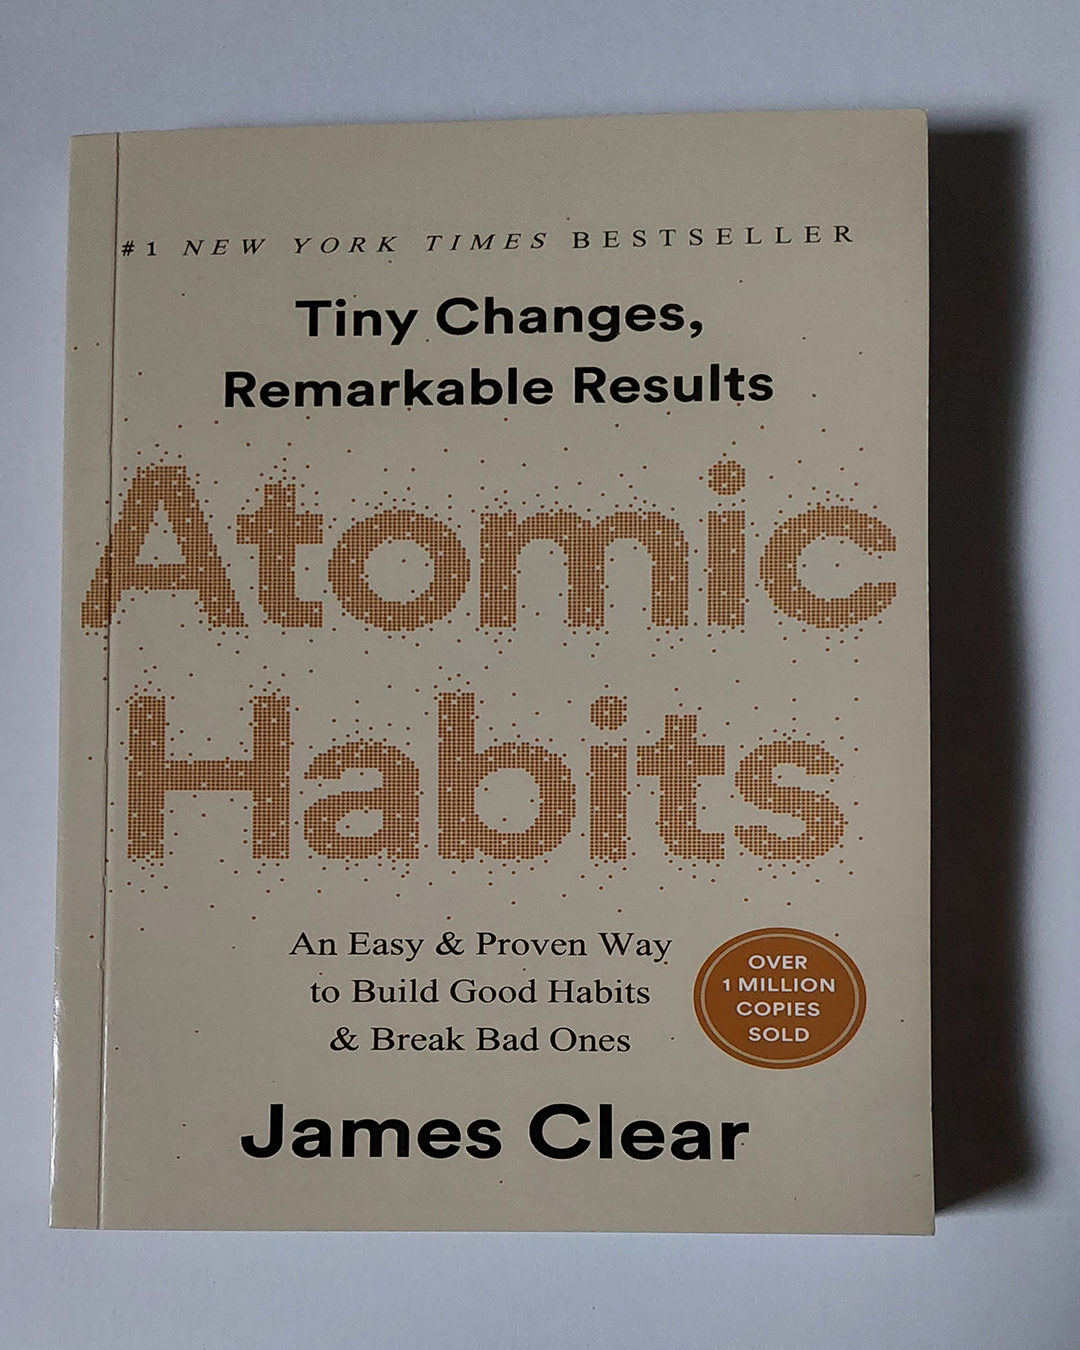 #1 NEW YORK TIMES BESTSELLER
Tiny Changes,
Remarkable Results
Atomic
Habits
An Easy & Proven Way
to Build Good Habits
& Break Bad Ones
OVER
1 MILLION
COPIES
SOLD
James Clear